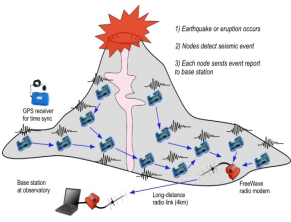 1) Earthquake or eruption occurs
2) Nodes detect seismic event
3) Each node sends event report
to base station
GPS receiver
for time sync
Base station
at observatory
Long-distance
radio link (4km)
FreeWave
radio modem